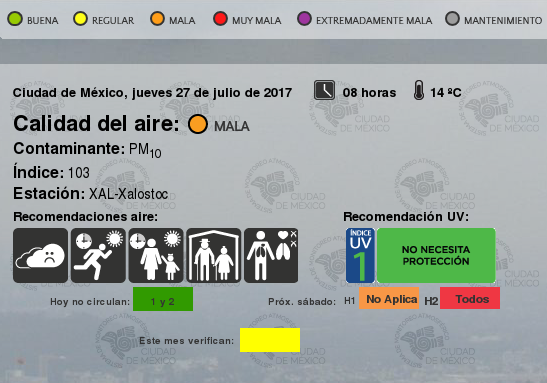 BUENA REGULAR MALA MUY MALA EXTREMADAMENTE MALA MANTENIMIENTO
Ciudad de México, jueves 27 de julio de 2017 08 horas 14 ºC
Calidad del aire: MALA
Contaminante: PM10
Índice: 103
Estación: XAL-Xalostoc
Recomendaciones aire: Recomendación UV:
ÍNDICE
UV
1
NO NECESITA
PROTECCIÓN
Hoy no circulan: 1 y 2 Próx. sábado: H1 No Aplica H2 Todos
Este mes verifican:
CIUDAD
DE MÉXICO